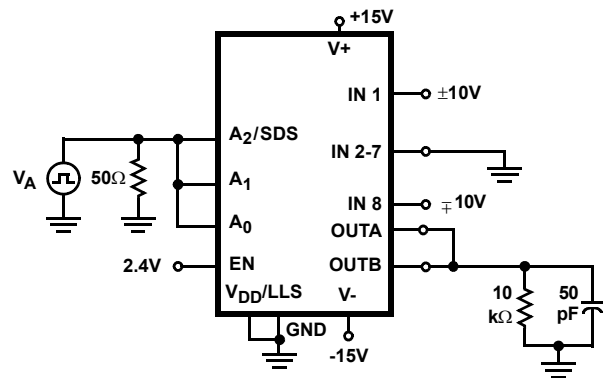 +15V
V+
IN 1
±10V
A2/SDS
IN 2-7
VA
50Ω
A1
IN 8
∓10V
A0
OUTA
2.4V
EN
OUTB
VDD/LLS
V-
10
kΩ
50
pF
GND
-15V